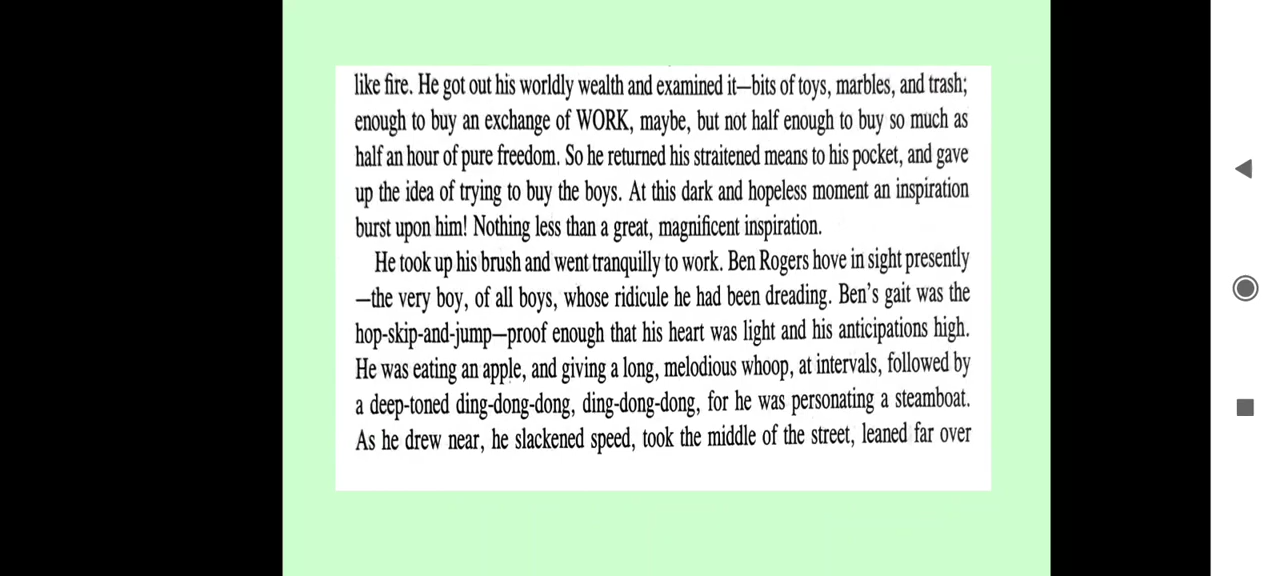 like fire. He got out his worldly wealth and examined it—bits of toys, marbles, and trash;
enough to buy an exchange of WORK, maybe, but not half enough to buy so much as
half an hour of pure freedom. So he returned his straitened means to his pocket, and gave
up the idea of trying to buy the boys. At this dark and hopeless moment an inspiration
burst upon him! Nothing less than a great, magnificent inspiration.
He took up his brush and went tranquilly to work. Ben Rogers hove in sight presently
—the very boy, of all boys, whose ridicule he had been dreading. Ben's gait was the
hop-skip-and-jump—proof enough that his heart was light and his anticipations high.
He was eating an apple, and giving a long, melodious whoop, at intervals, followed by
a deep-toned ding-dong-dong, ding-dong-dong, for he was personating a steamboat.
As he drew near, he slackened speed, took the middle of the street, leaned far over